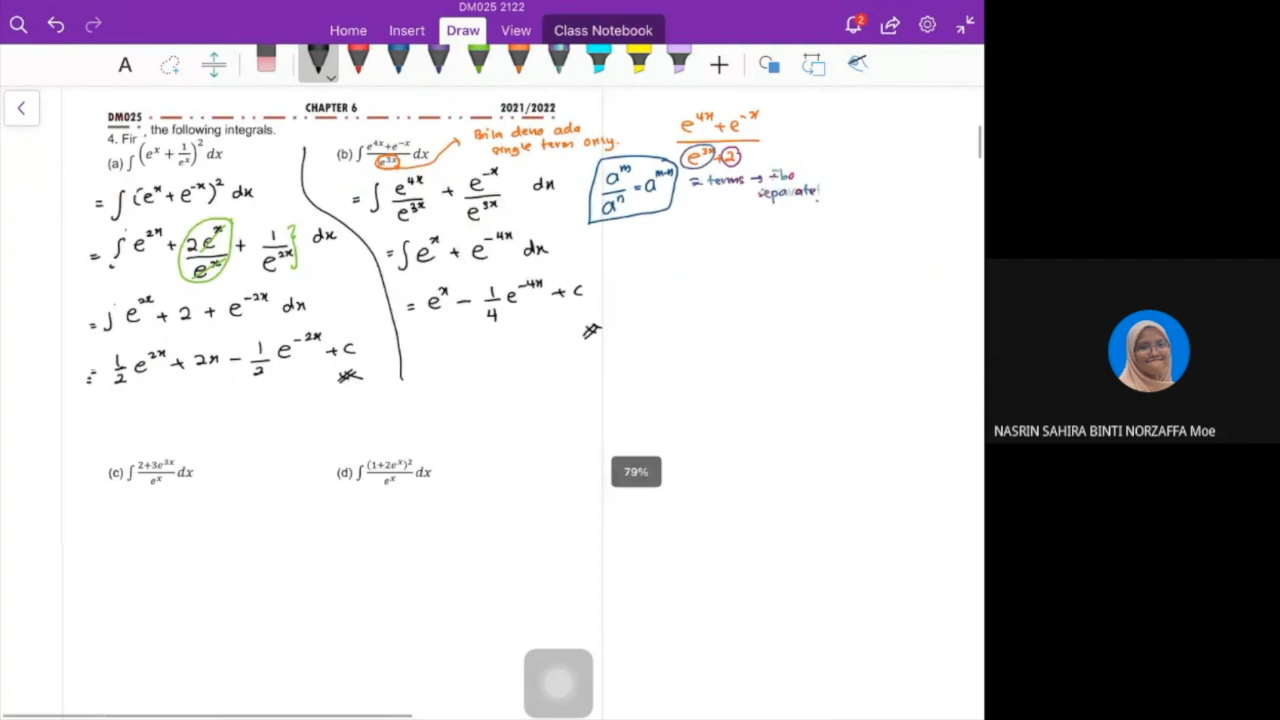 DM025 2122
2
Home Insert Draw View Class Notebook
A
CHAPTER 6
DM025 2021/2022
4. Fir , the following integrals.
(a) ∫ (e^x + 1/e^x)^2 dx
= ∫ (e^x + e^-x)^2 dx
= ∫ e^2x + 2e^x/e^x + 1/e^2x } dx
= ∫ e^2x + 2 + e^-2x dx
= 1/2 e^2x + 2x - 1/2 e^-2x + c
(b) ∫ e^4x+e^-x / e^3x dx
Bila deno ada
single term only.
= ∫ e^4x/e^3x + e^-x/e^3x dx
= ∫ e^x + e^-4x dx
= e^x - 1/4 e^-4x + c
a^m/a^n = a^m-n
e^4x + e^-x
e^3x + 2
2 terms →
separate!
(c) ∫ 2+3e^3x / e^x dx
(d) ∫ (1+2e^x)^2 / e^x dx
79%
NASRIN SAHIRA BINTI NORZAFFA Moe